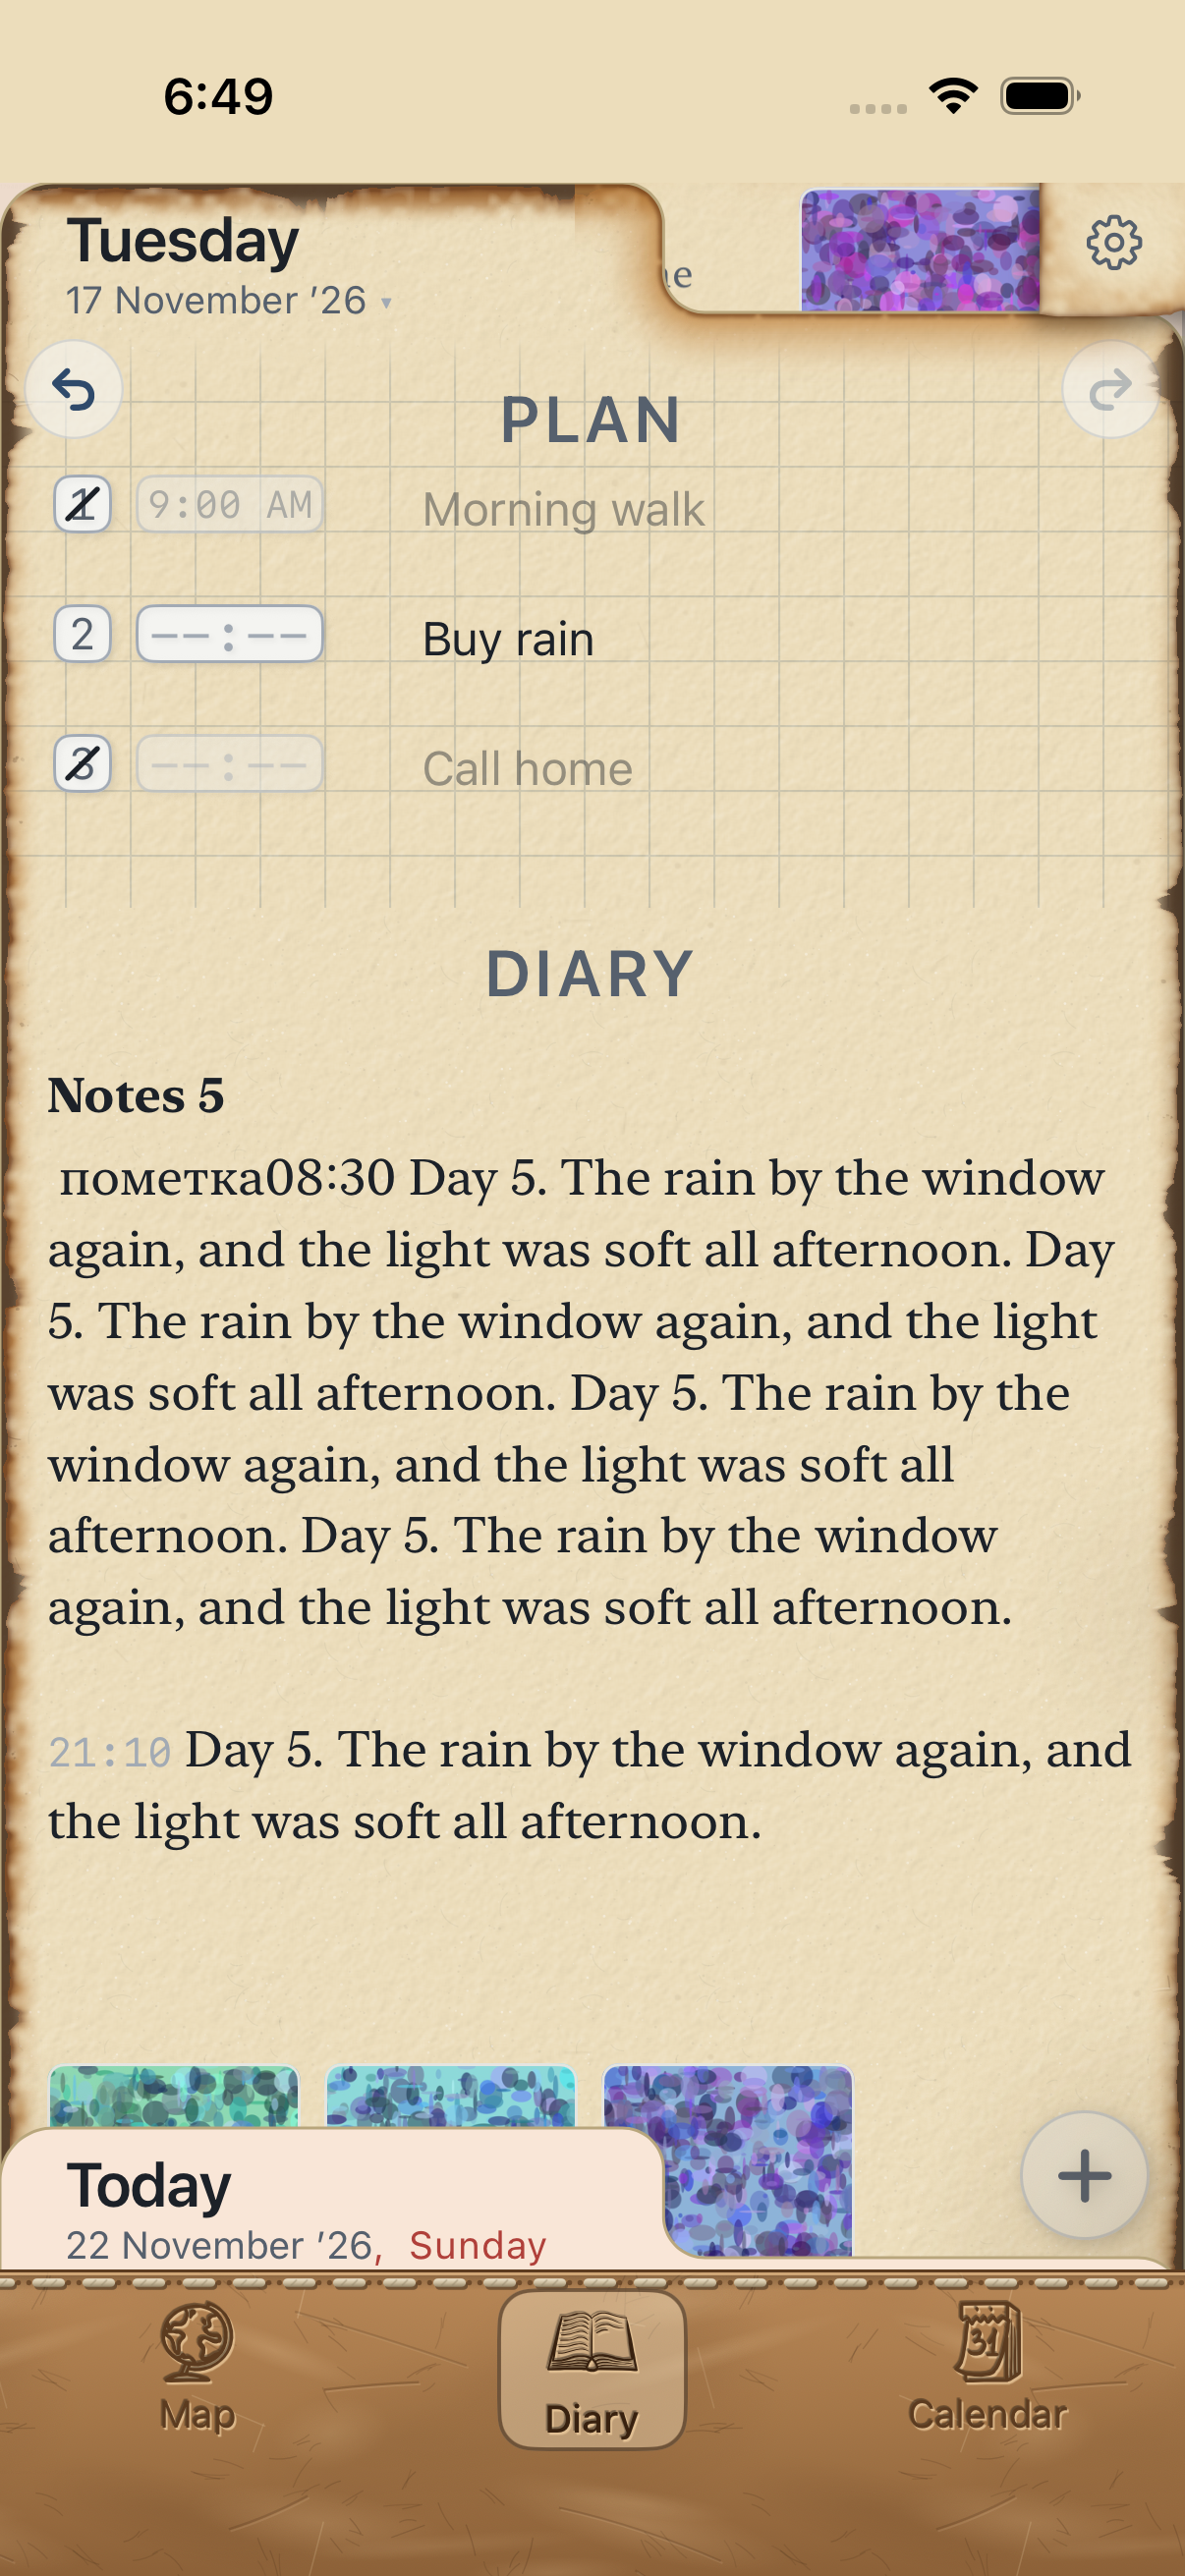 6:49
Tuesday
17 November ’26
ne
PLAN
1 9:00 AM Morning walk
2 --:-- Buy rain
3 --:-- Call home
DIARY
Notes 5
пометка08:30 Day 5. The rain by the window
again, and the light was soft all afternoon. Day
5. The rain by the window again, and the light
was soft all afternoon. Day 5. The rain by the
window again, and the light was soft all
afternoon. Day 5. The rain by the window
again, and the light was soft all afternoon.
21:10 Day 5. The rain by the window again, and
the light was soft all afternoon.
Today
22 November ’26, Sunday
31
Map
Diary
Calendar